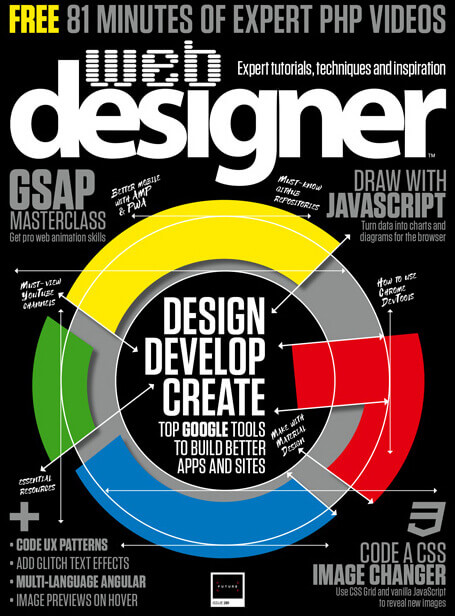 FREE 81 MINUTES OF EXPERT PHP VIDEOS
web
Expert tutorials, techniques and inspiration
designer
TM
GSAP
MASTERCLASS
Get pro web animation skills
BETTER MOBILE
WITH AMP
& PWA
MUST-KNOW
GITHUB
REPOSITORIES
DRAW WITH
JAVASCRIPT
Turn data into charts and
diagrams for the browser
MUST-VIEW
YOUTUBE
CHANNELS
HOW TO USE
CHROME
DEVTOOLS
DESIGN
DEVELOP
CREATE
TOP GOOGLE TOOLS
TO BUILD BETTER
APPS AND SITES
MAKE WITH
MATERIAL
DESIGN
ESSENTIAL
RESOURCES
+
• CODE UX PATTERNS
• ADD GLITCH TEXT EFFECTS
• MULTI-LANGUAGE ANGULAR
• IMAGE PREVIEWS ON HOVER
FUTURE
ISSUE
3
CODE A CSS
IMAGE CHANGER
Use CSS Grid and vanilla JavaScript
to reveal new images